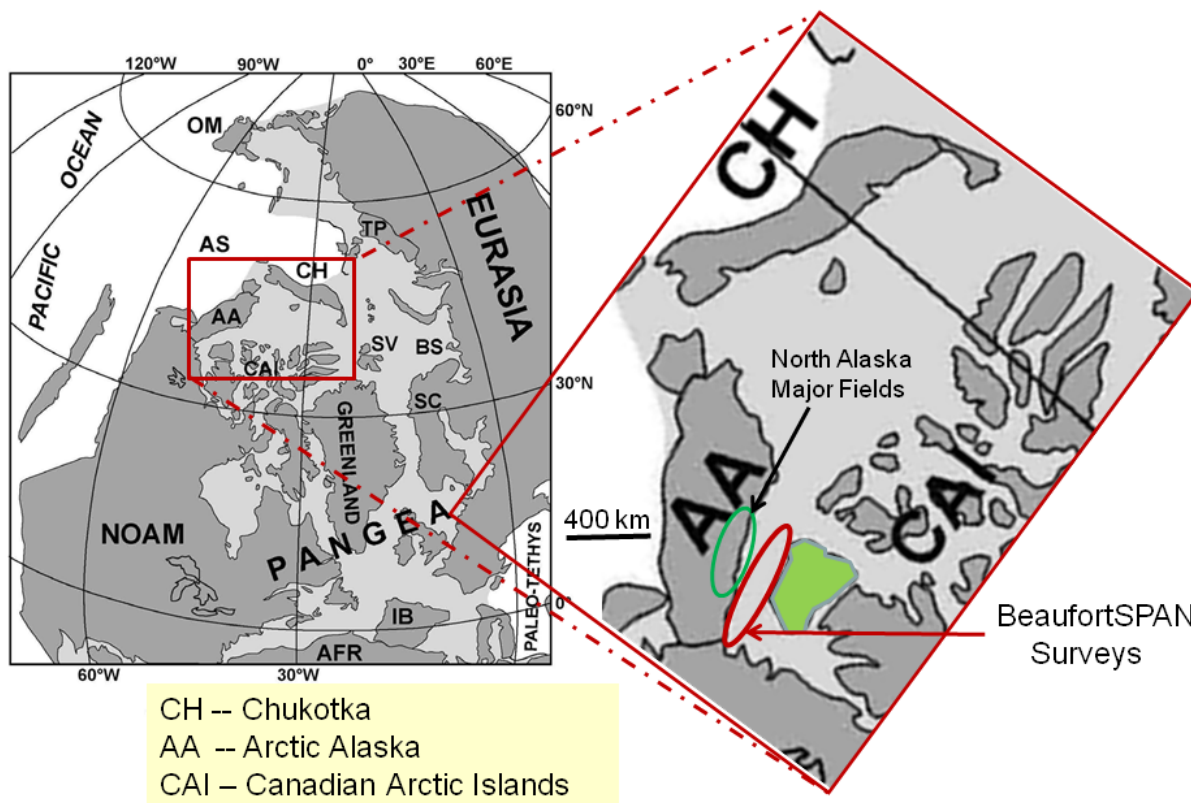 120°W
90°W
0°
30°E
60°E
60°N
OM
OCEAN
PACIFIC
AS
TP
EURASIA
CH
AA
SV
BS
CAI
30°N
SC
GREENLAND
NOAM
PANGEA
PALEO-TETHYS
0°
IB
AFR
60°W
30°W
CH
North Alaska
Major Fields
AA
CAI
400 km
BeaufortSPAN
Surveys
CH -- Chukotka
AA -- Arctic Alaska
CAI – Canadian Arctic Islands